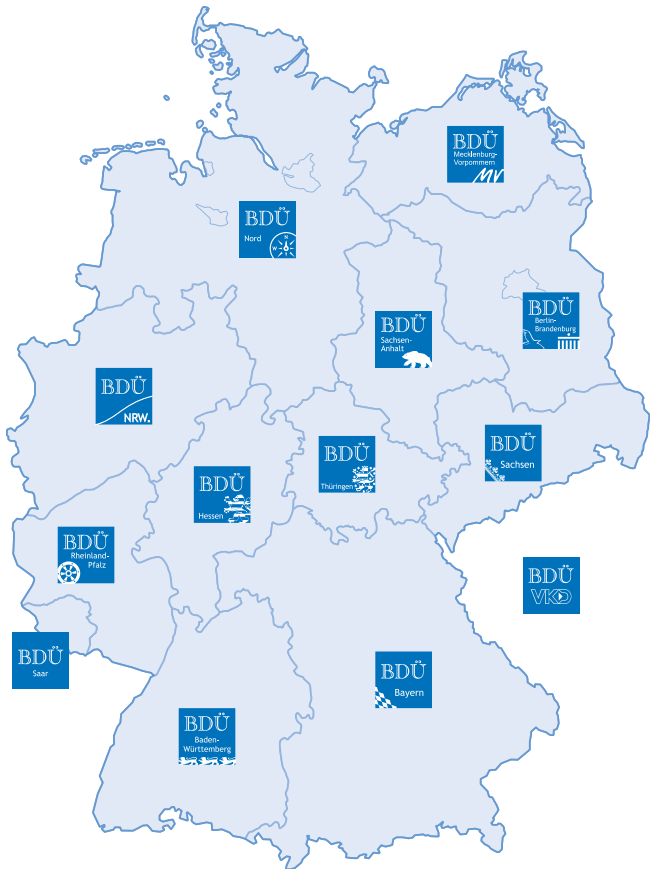 BDÜ
Mecklenburg-
Vorpommern
MV
BDÜ
Nord
N
W
BDÜ
Berlin-
Brandenburg
BDÜ
Sachsen-
Anhalt
BDÜ
NRW.
BDÜ
Sachsen
BDÜ
Thüringen
BDÜ
Hessen
BDÜ
Rheinland-
Pfalz
BDÜ
VKD
BDÜ
Saar
BDÜ
Bayern
BDÜ
Baden-
Württemberg